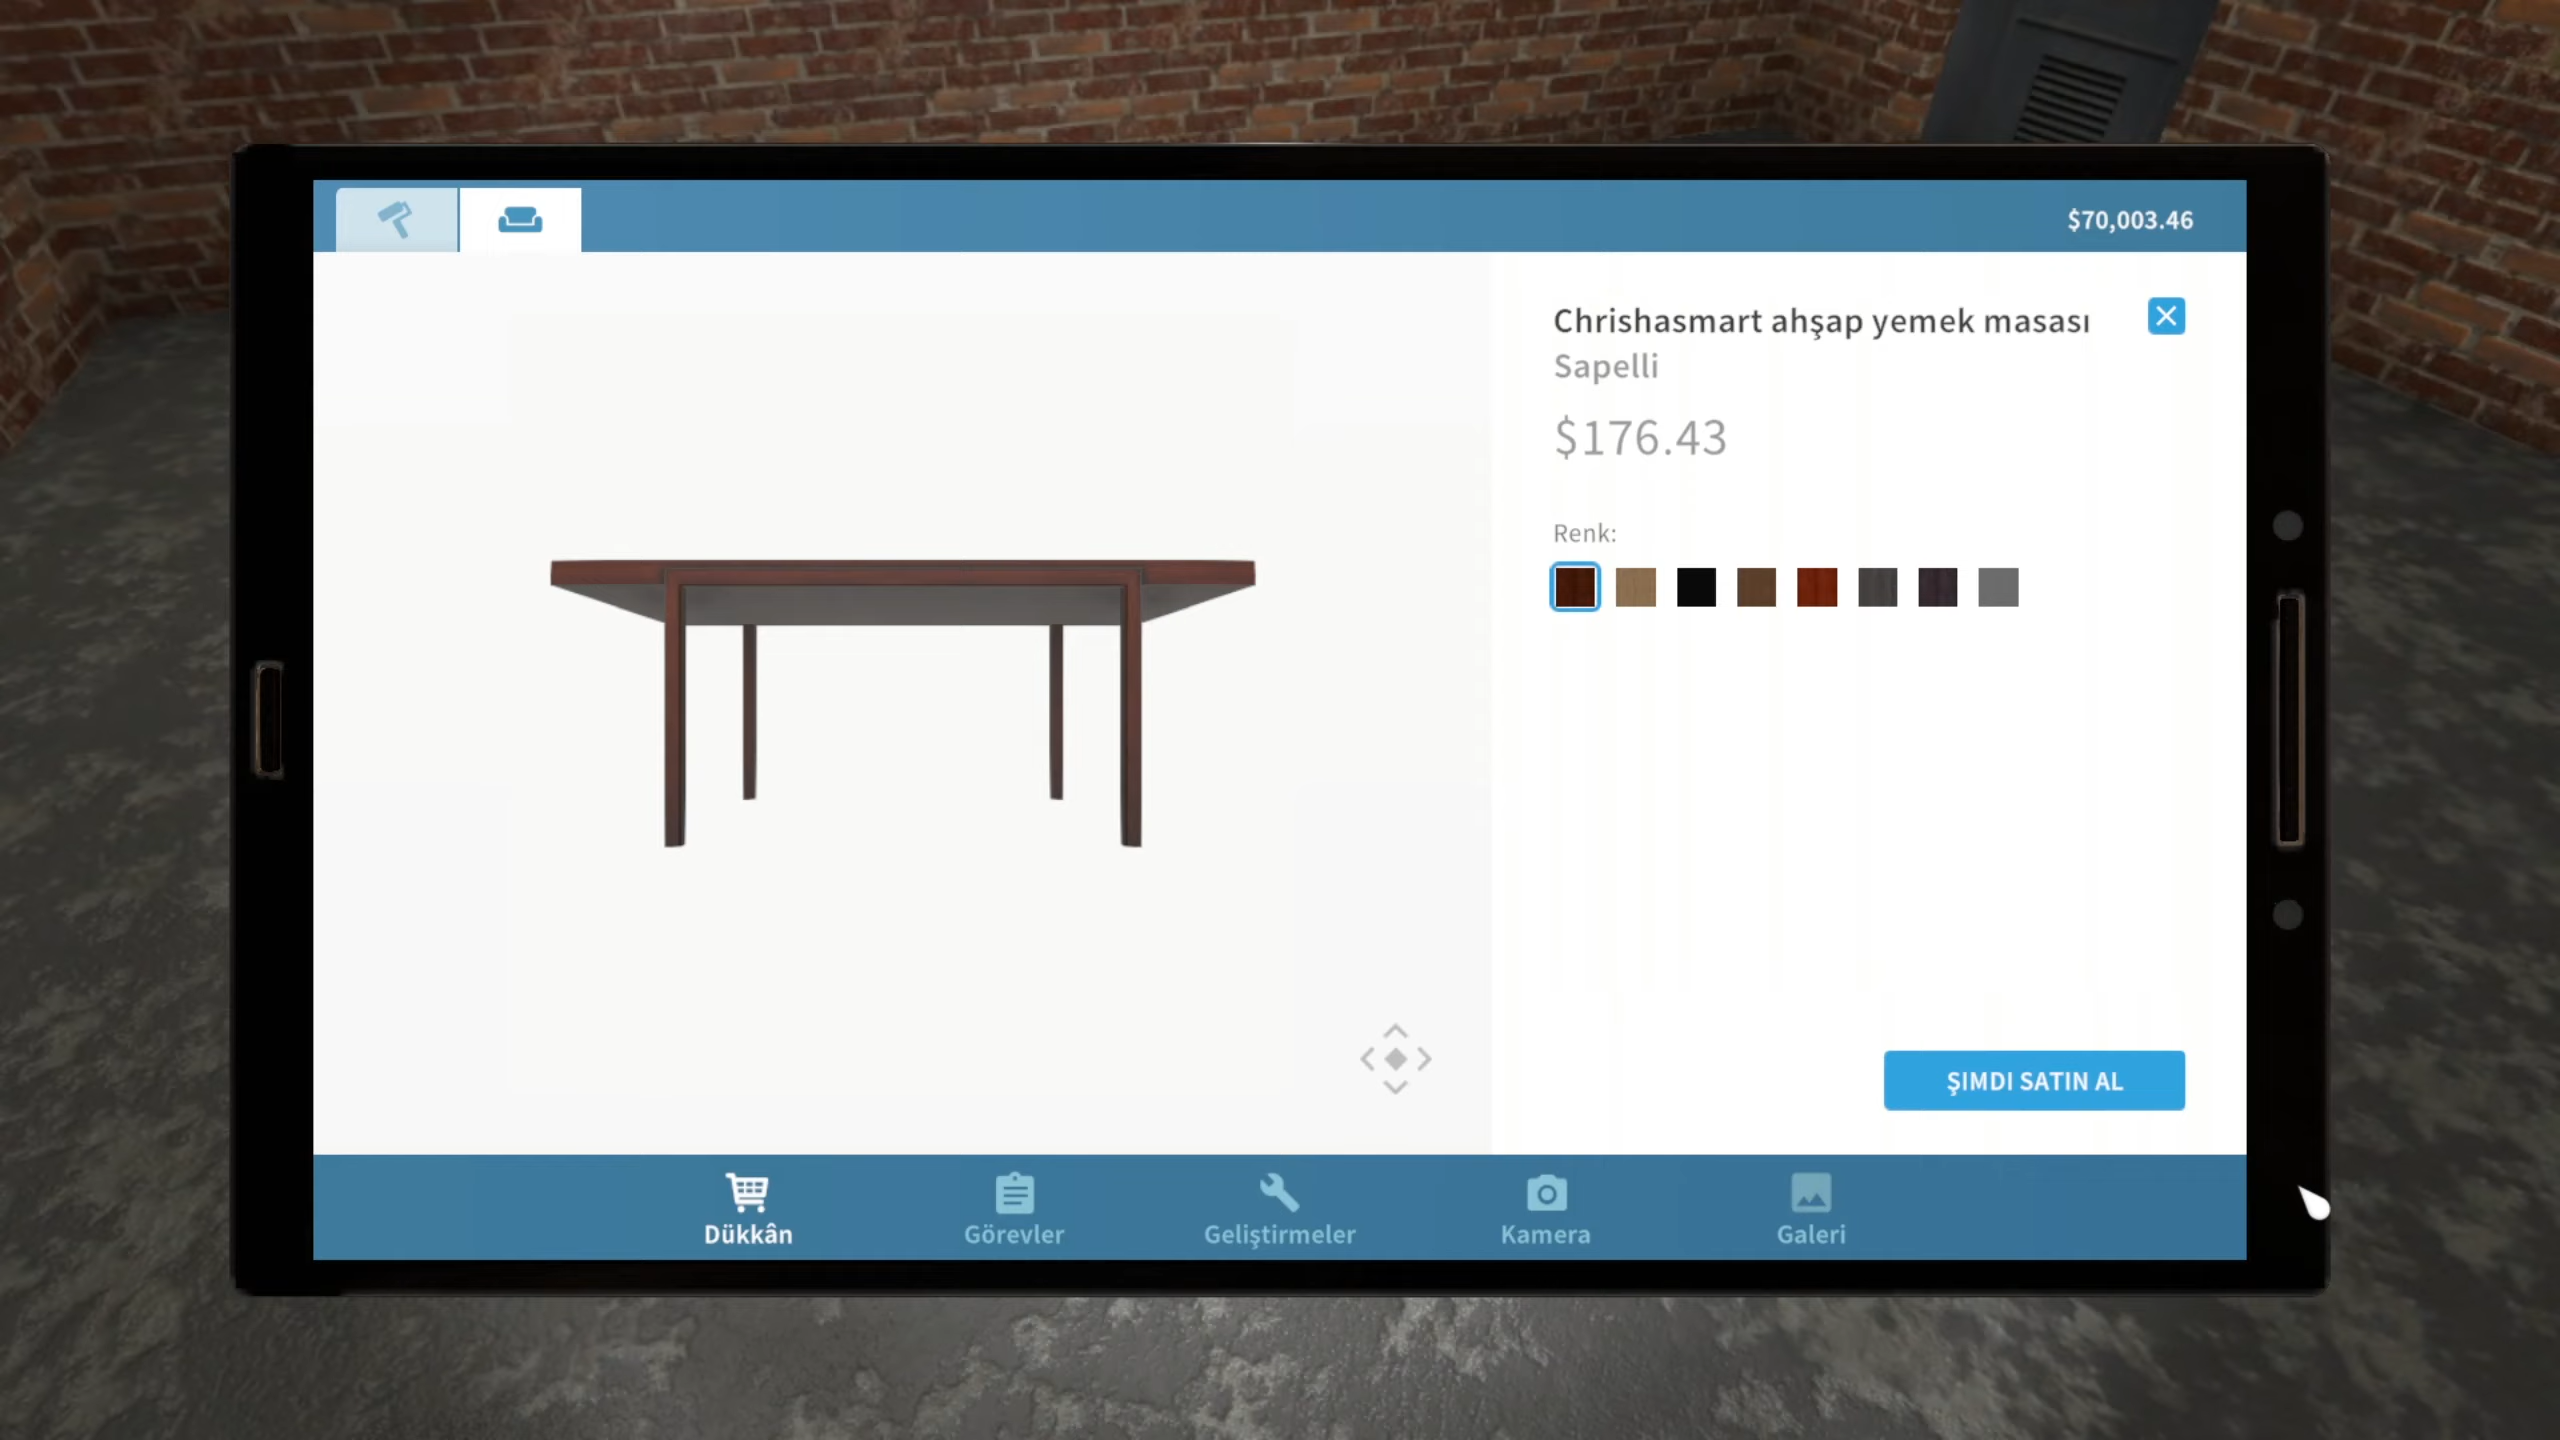 $70,003.46
Chrishasmart ahşap yemek masası
Sapelli
$176.43
Renk:
ŞIMDI SATIN AL
Dükkân
Görevler
Geliştirmeler
Kamera
Galeri